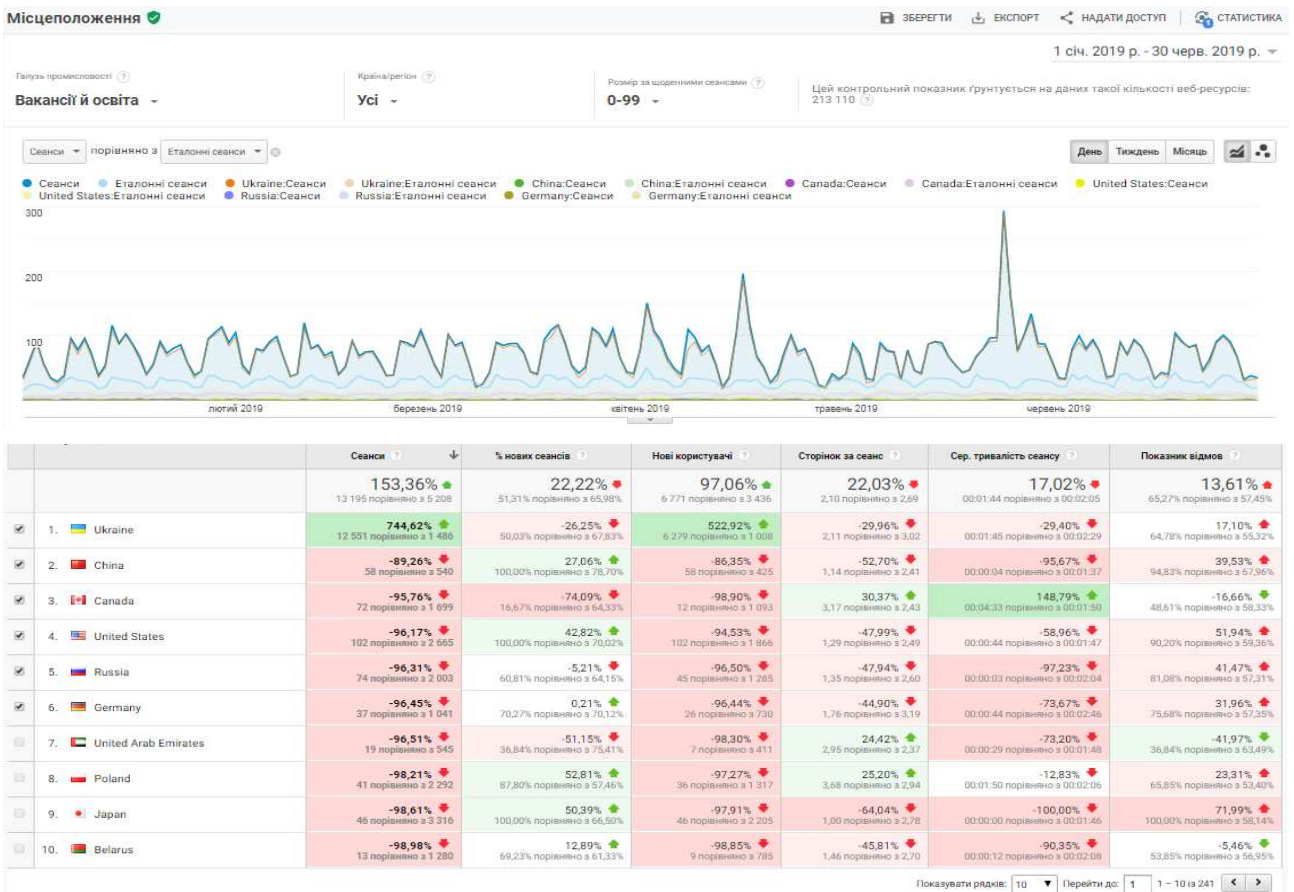 Місцеположення
ЗБЕРЕГТИ ЕКСПОРТ НАДАТИ ДОСТУП СТАТИСТИКА
1 січ. 2019 р. - 30 черв. 2019 р.
Галузь промисловості Країна/регіон Розмір за щоденними сеансами
Вакансії й освіта Усі 0-99
Цей контрольний показник ґрунтується на даних такої кількості веб-ресурсів:
213 110
Сеанси порівняно з Еталонні сеанси День Тиждень Місяць
Сеанси Еталонні сеанси Ukraine:Сеанси Ukraine:Еталонні сеанси China:Сеанси China:Еталонні сеанси Canada:Сеанси Canada:Еталонні сеанси United States:Сеанси
United States:Еталонні сеанси Russia:Сеанси Russia:Еталонні сеанси Germany:Сеанси Germany:Еталонні сеанси
300
200
100
лютий 2019 березень 2019 квітень 2019 травень 2019 червень 2019
Сеанси % нових сеансів Нові користувачі Сторінок за сеанс Сер. тривалість сеансу Показник відмов
153,36% 22,22% 97,06% 22,03% 17,02% 13,61%
13 195 порівняно з 5 208 51,31% порівняно з 65,98% 6 771 порівняно з 3 436 2,10 порівняно з 2,69 00:01:44 порівняно з 00:02:05 65,27% порівняно з 57,45%
1. Ukraine 744,62% -26,25% 522,92% -29,96% -29,40% 17,10%
12 551 порівняно з 1 486 50,03% порівняно з 67,83% 6 279 порівняно з 1 008 2,11 порівняно з 3,02 00:01:45 порівняно з 00:02:29 64,78% порівняно з 55,32%
2. China -89,26% 27,06% -86,35% -52,70% -95,67% 39,53%
58 порівняно з 540 100,00% порівняно з 78,70% 58 порівняно з 425 1,14 порівняно з 2,41 00:00:04 порівняно з 00:01:37 94,83% порівняно з 67,96%
3. Canada -95,76% -74,09% -98,90% 30,37% 148,79% -16,66%
72 порівняно з 1 699 16,67% порівняно з 64,33% 12 порівняно з 1 093 3,17 порівняно з 2,43 00:04:33 порівняно з 00:01:50 48,61% порівняно з 58,33%
4. United States -96,17% 42,82% -94,53% -47,99% -58,96% 51,94%
102 порівняно з 2 665 100,00% порівняно з 70,02% 102 порівняно з 1 866 1,29 порівняно з 2,49 00:00:44 порівняно з 00:01:47 90,20% порівняно з 59,36%
5. Russia -96,31% -5,21% -96,50% -47,94% -97,23% 41,47%
74 порівняно з 2 003 60,81% порівняно з 64,15% 45 порівняно з 1 285 1,35 порівняно з 2,60 00:00:03 порівняно з 00:02:04 81,08% порівняно з 57,31%
6. Germany -96,45% 0,21% -96,44% -44,90% -73,67% 31,96%
37 порівняно з 1 041 70,27% порівняно з 70,12% 26 порівняно з 730 1,76 порівняно з 3,19 00:00:44 порівняно з 00:02:46 75,68% порівняно з 57,35%
7. United Arab Emirates -96,51% -51,15% -98,30% 24,42% -73,20% -41,97%
19 порівняно з 545 36,84% порівняно з 75,41% 7 порівняно з 411 2,95 порівняно з 2,37 00:00:29 порівняно з 00:01:48 36,84% порівняно з 63,49%
8. Poland -98,21% 52,81% -97,27% 25,20% -12,83% 23,31%
41 порівняно з 2 292 87,80% порівняно з 57,46% 36 порівняно з 1 317 3,68 порівняно з 2,94 00:01:50 порівняно з 00:02:06 65,85% порівняно з 53,40%
9. Japan -98,61% 50,39% -97,91% -64,04% -100,00% 71,99%
46 порівняно з 3 316 100,00% порівняно з 66,50% 46 порівняно з 2 205 1,00 порівняно з 2,78 00:00:00 порівняно з 00:01:46 100,00% порівняно з 58,14%
10. Belarus -98,98% 12,89% -98,85% -45,81% -90,35% -5,46%
13 порівняно з 1 280 69,23% порівняно з 61,33% 9 порівняно з 785 1,46 порівняно з 2,70 00:00:12 порівняно з 00:02:08 53,85% порівняно з 56,95%
Показувати рядків: 10 Перейти до: 1 1 – 10 із 241